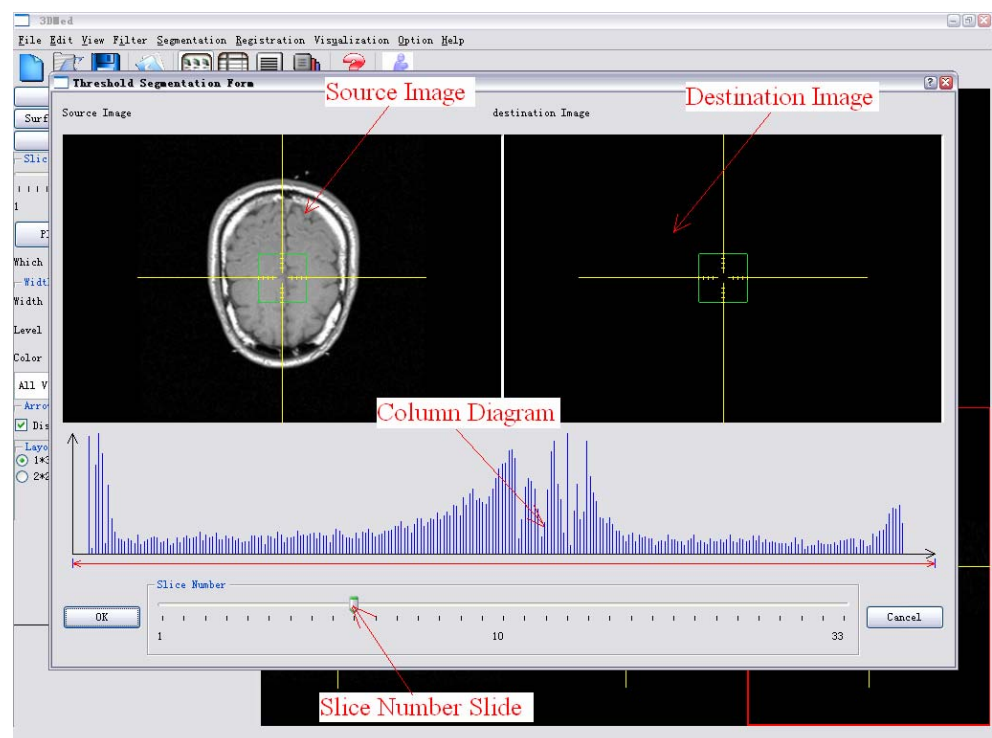 3DMed
File Edit View Filter Segmentation Registration Visualization Option Help
Threshold Segmentation Form
Source Image
Destination Image
Source Image
destination Image
Surf
Slic
1
Pl
Which
Widt
Width
Level
Color
All V
Arro
Dis
Layo
1*3
2*2
Column Diagram
Slice Number
OK
Cancel
1
10
33
Slice Number Slide